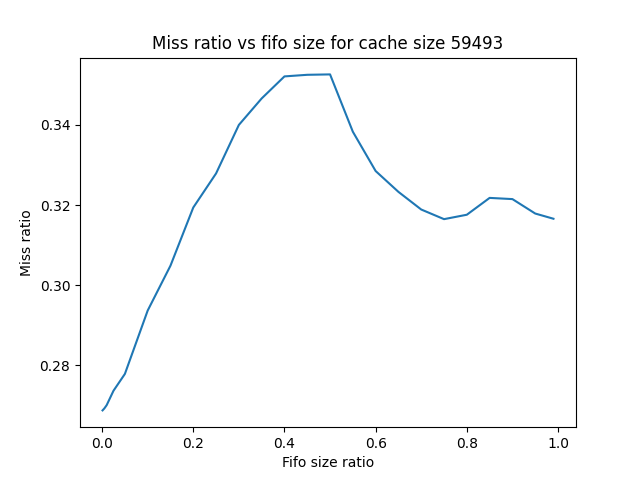 Miss ratio vs fifo size for cache size 59493
0.34
0.32
0.30
0.28
Miss ratio
0.0 0.2 0.4 0.6 0.8 1.0
Fifo size ratio